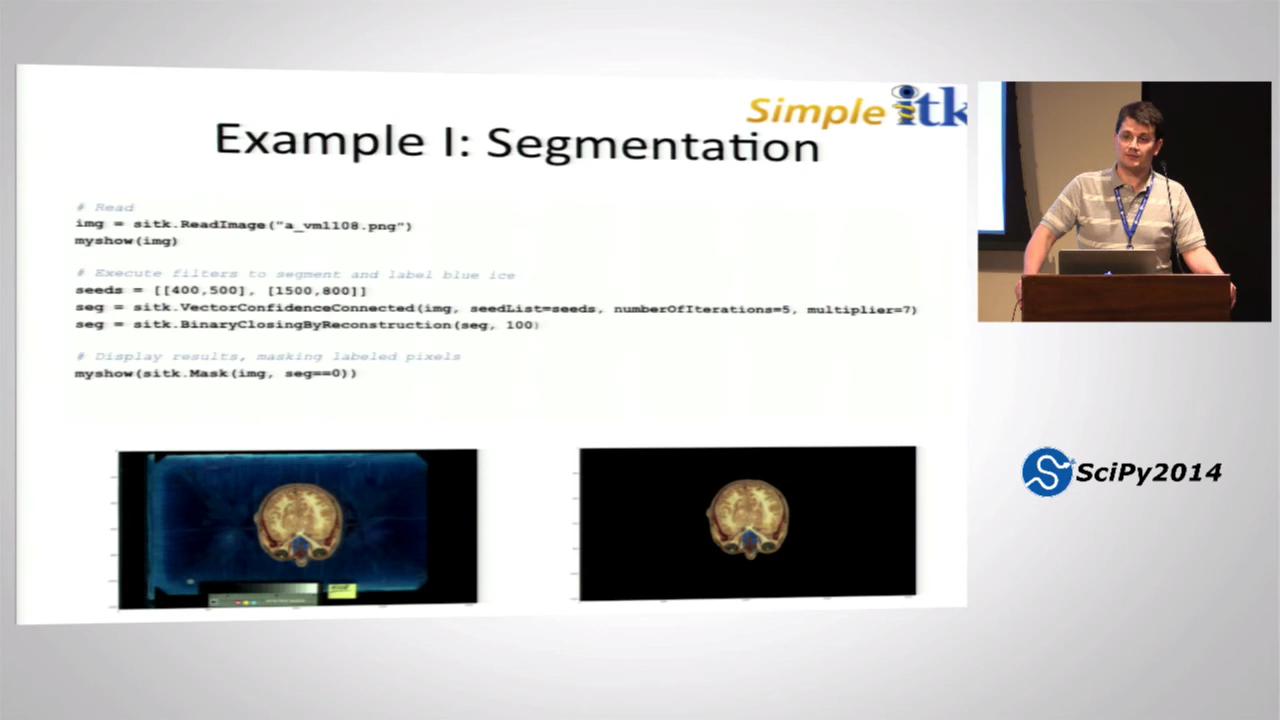 Simple itk
Example I: Segmentation
# Read
img = sitk.ReadImage("a_vm1108.png")
myshow(img)
# Execute filters to segment and label blue ice
seeds = [[400,500], [1500,800]]
seg = sitk.VectorConfidenceConnected(img, seedList=seeds, numberOfIterations=5, multiplier=7)
seg = sitk.BinaryClosingByReconstruction(seg, 100)
# Display results, masking labeled pixels
myshow(sitk.Mask(img, seg==0))
SciPy2014